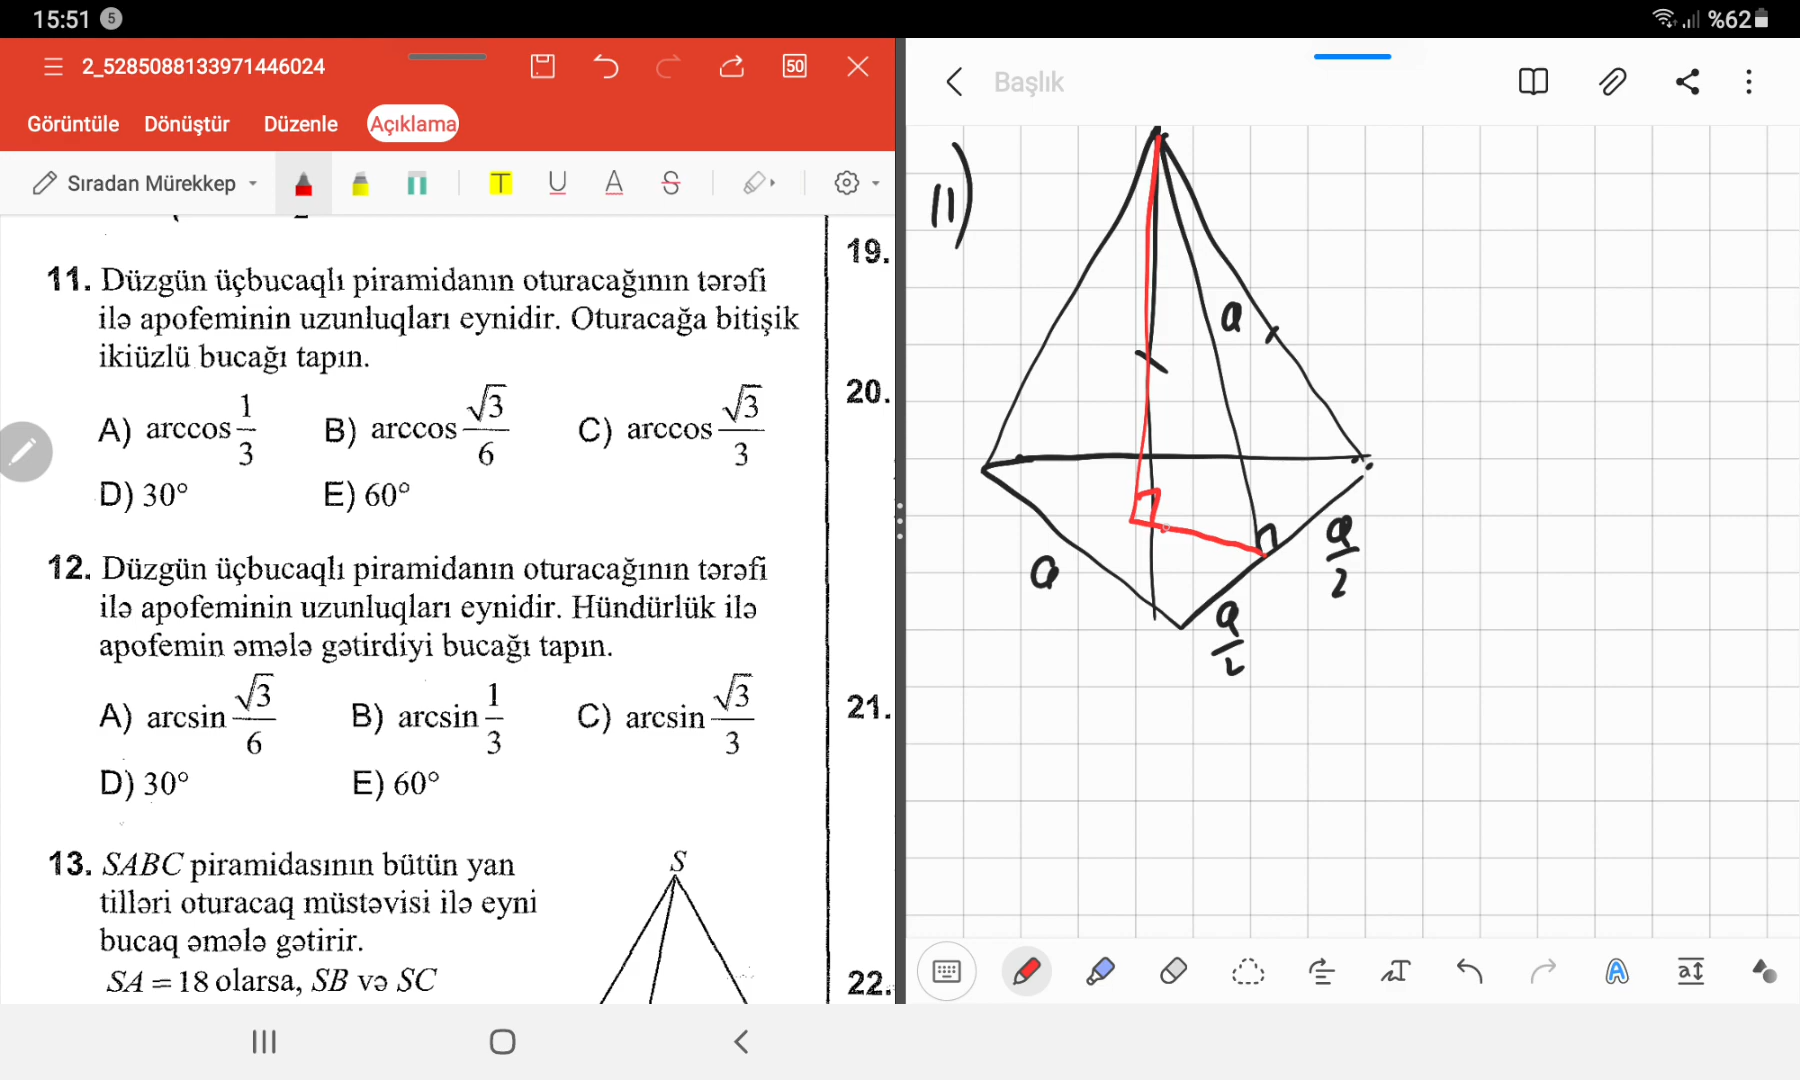 15:51 5
%62
2_5285088133971446024
50
Görüntüle Dönüştür Düzenle Açıklama
Sıradan Mürekkep
T U A S
11. Düzgün üçbucaqlı piramidanın oturacağının tərəfi
ilə apofeminin uzunluqları eynidir. Oturacağa bitişik
ikiüzlü bucağı tapın.
A) arccos 1/3 B) arccos √3/6 C) arccos √3/3
D) 30° E) 60°
12. Düzgün üçbucaqlı piramidanın oturacağının tərəfi
ilə apofeminin uzunluqları eynidir. Hündürlük ilə
apofemin əmələ gətirdiyi bucağı tapın.
A) arcsin √3/6 B) arcsin 1/3 C) arcsin √3/3
D) 30° E) 60°
13. SABC piramidasının bütün yan
tilləri oturacaq müstəvisi ilə eyni
bucaq əmələ gətirir.
SA = 18 olarsa, SB və SC
S
19.
20.
21.
22.
Başlık
11)
a
a
a/2
a/2